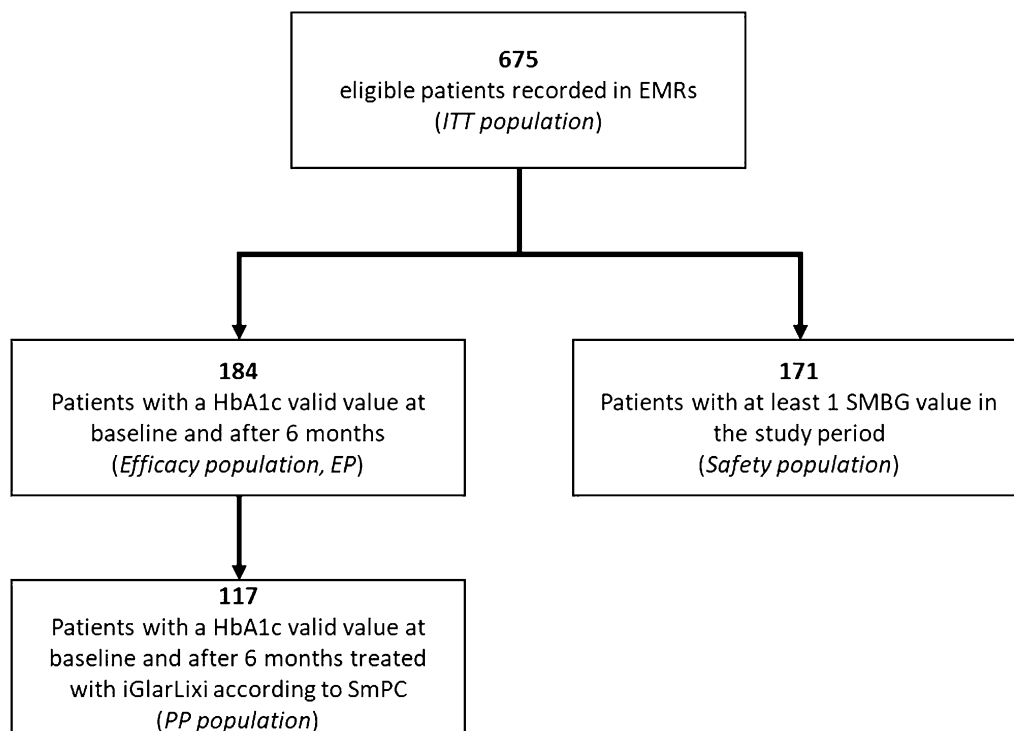 675
eligible patients recorded in EMRs
(ITT population)
184
Patients with a HbA1c valid value at
baseline and after 6 months
(Efficacy population, EP)
171
Patients with at least 1 SMBG value in
the study period
(Safety population)
117
Patients with a HbA1c valid value at
baseline and after 6 months treated
with iGlarLixi according to SmPC
(PP population)